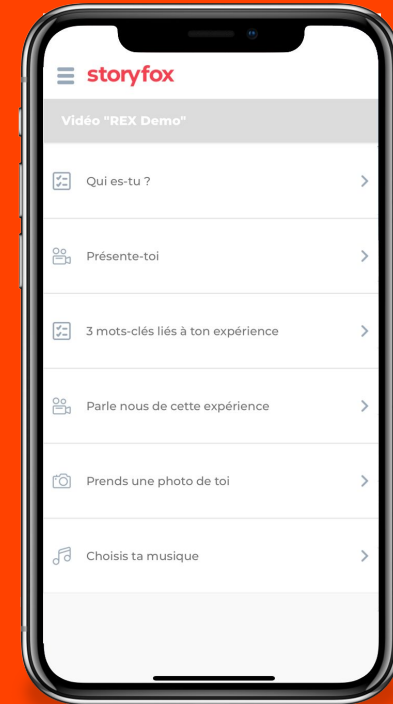 storyfox
Vidéo "REX Demo"
Qui es-tu ?
Présente-toi
3 mots-clés liés à ton expérience
Parle nous de cette expérience
Prends une photo de toi
Choisis ta musique